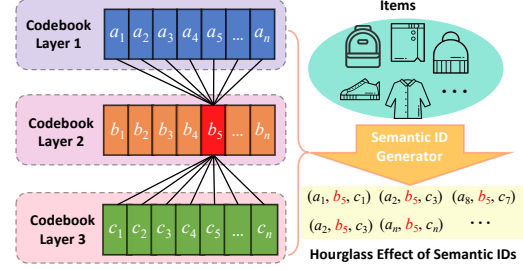 Codebook
Layer 1
a1 a2 a3 a4 a5 ... an
Codebook
Layer 2
b1 b2 b3 b4 b5 ... bn
Codebook
Layer 3
c1 c2 c3 c4 c5 ... cn
Items
...
Semantic ID
Generator
(a1, b5, c1) (a2, b5, c3) (a8, b5, c7)
(a2, b5, c3) (an, b5, cn) ...
Hourglass Effect of Semantic IDs